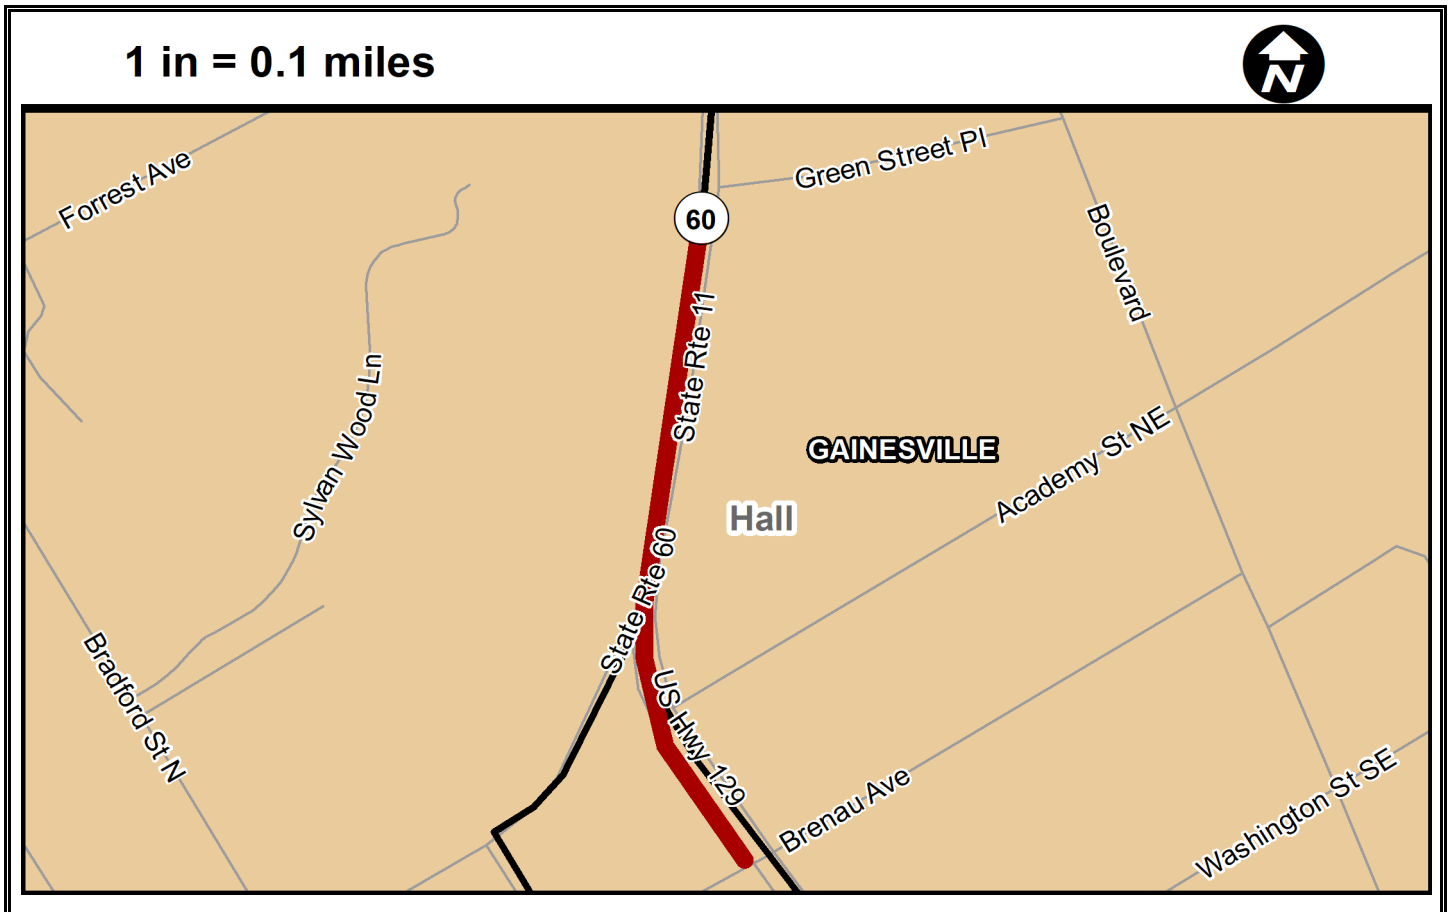 1 in = 0.1 miles
N
Forrest Ave
Green Street Pl
60
Boulevard
State Rte 11
Sylvan Wood Ln
GAINESVILLE
Academy St NE
Hall
State Rte 60
Bradford St N
US Hwy 129
Brenau Ave
Washington St SE